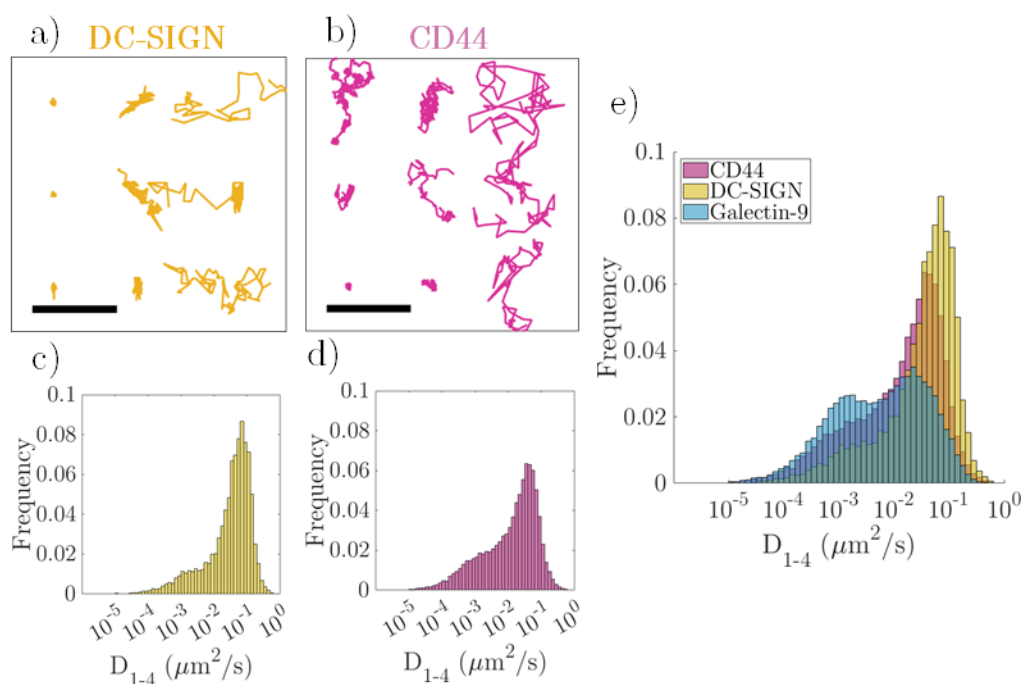 a) DC-SIGN
b) CD44
c)
Frequency
0.1
0.08
0.06
0.04
0.02
0
10^-5 10^-4 10^-3 10^-2 10^-1 10^0
D_1-4 (μm^2/s)
d)
Frequency
0.1
0.08
0.06
0.04
0.02
0
10^-5 10^-4 10^-3 10^-2 10^-1 10^0
D_1-4 (μm^2/s)
e)
CD44
DC-SIGN
Galectin-9
Frequency
0.1
0.08
0.06
0.04
0.02
0
10^-5 10^-4 10^-3 10^-2 10^-1 10^0
D_1-4 (μm^2/s)